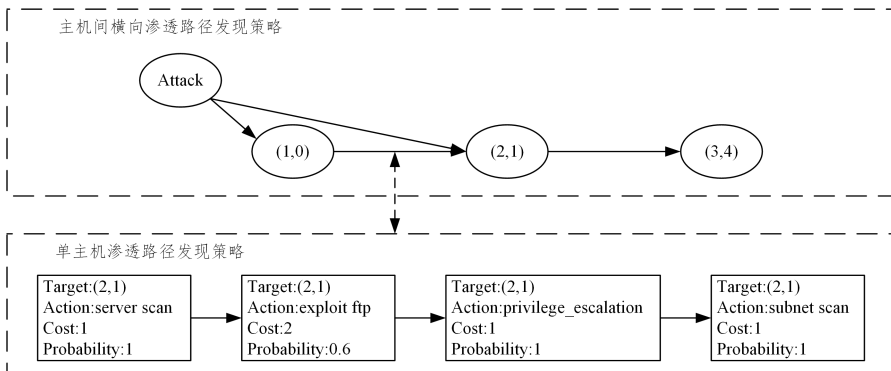 主机间横向渗透路径发现策略
Attack
(1,0)
(2,1)
(3,4)
单主机渗透路径发现策略
Target:(2,1)
Action:server scan
Cost:1
Probability:1
Target:(2,1)
Action:exploit ftp
Cost:2
Probability:0.6
Target:(2,1)
Action:privilege_escalation
Cost:1
Probability:1
Target:(2,1)
Action:subnet scan
Cost:1
Probability:1